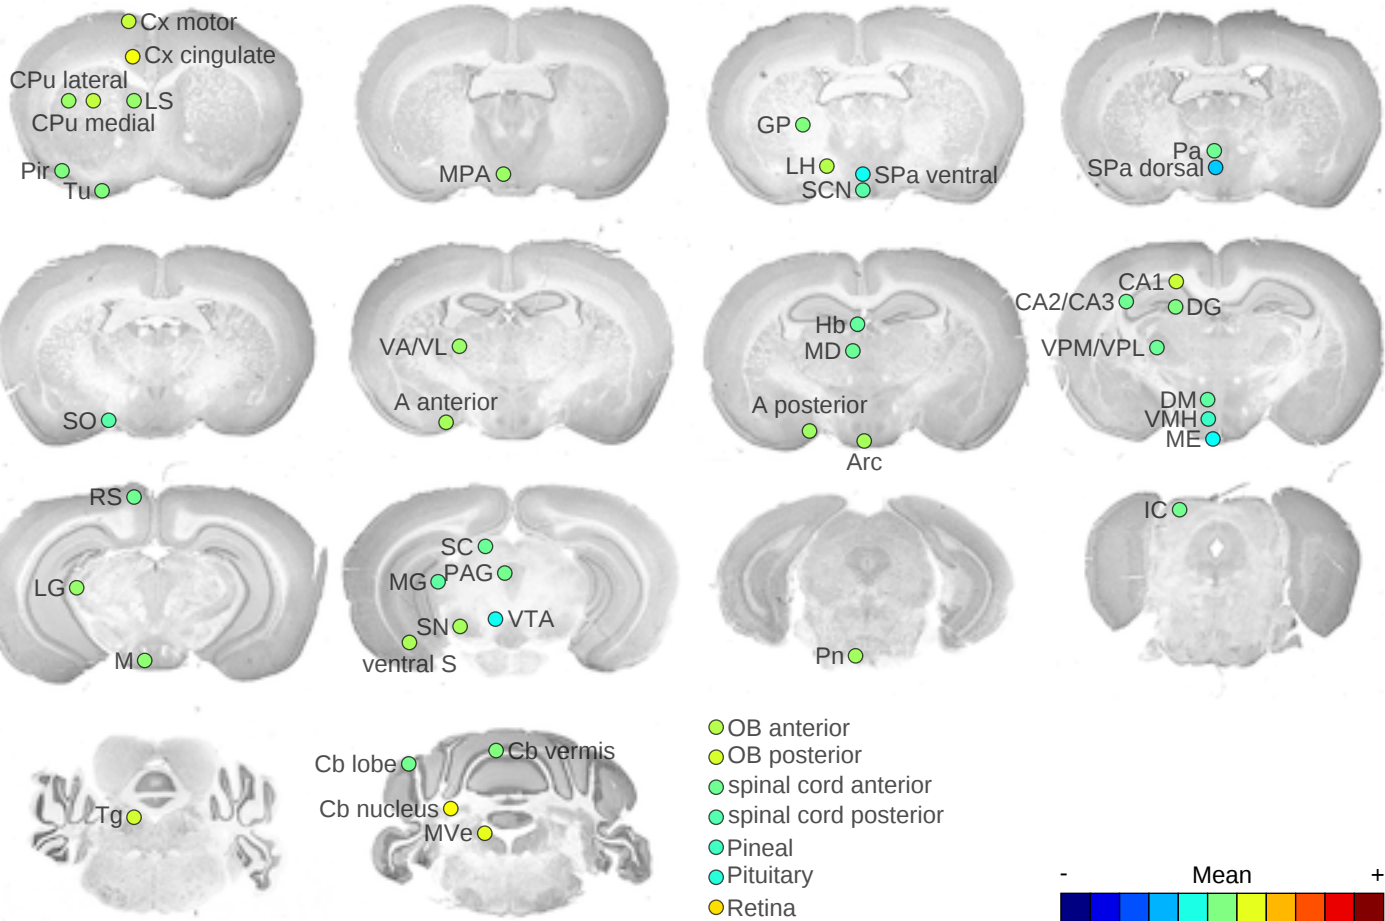 Cx motor
Cx cingulate
CPu lateral
LS
CPu medial
Pir
Tu
MPA
GP
LH
SPa ventral
SCN
Pa
SPa dorsal
SO
VA/VL
A anterior
Hb
MD
A posterior
Arc
CA1
CA2/CA3
DG
VPM/VPL
DM
VMH
ME
RS
LG
M
SC
PAG
MG
VTA
SN
ventral S
Pn
IC
Tg
Cb lobe
Cb vermis
Cb nucleus
MVe
OB anterior
OB posterior
spinal cord anterior
spinal cord posterior
Pineal
Pituitary
Retina
- Mean +